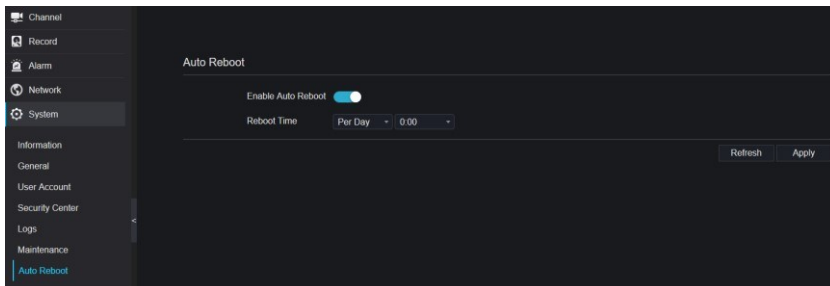 Channel
Record
Alarm
Network
System
Information
General
User Account
Security Center
Logs
Maintenance
Auto Reboot
<
Auto Reboot
Enable Auto Reboot
Reboot Time Per Day 0:00
Refresh Apply